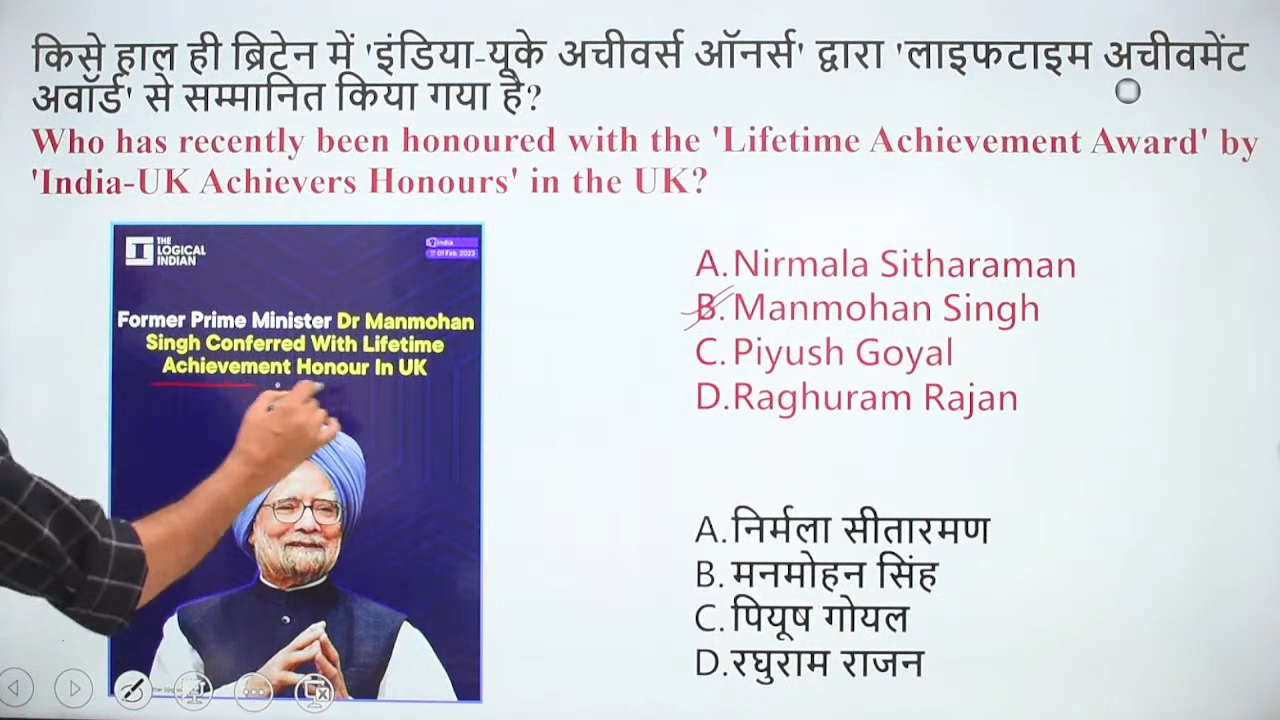 किसे हाल ही ब्रिटेन में 'इंडिया-यूके अचीवर्स ऑनर्स' द्वारा 'लाइफटाइम अचीवमेंट
अवॉर्ड' से सम्मानित किया गया है?
Who has recently been honoured with the 'Lifetime Achievement Award' by
'India-UK Achievers Honours' in the UK?
THE
LOGICAL
INDIAN
India
01 Feb, 2023
Former Prime Minister Dr Manmohan
Singh Conferred With Lifetime
Achievement Honour In UK
A. Nirmala Sitharaman
B. Manmohan Singh
C. Piyush Goyal
D. Raghuram Rajan
A. निर्मला सीतारमण
B. मनमोहन सिंह
C. पियूष गोयल
D. रघुराम राजन